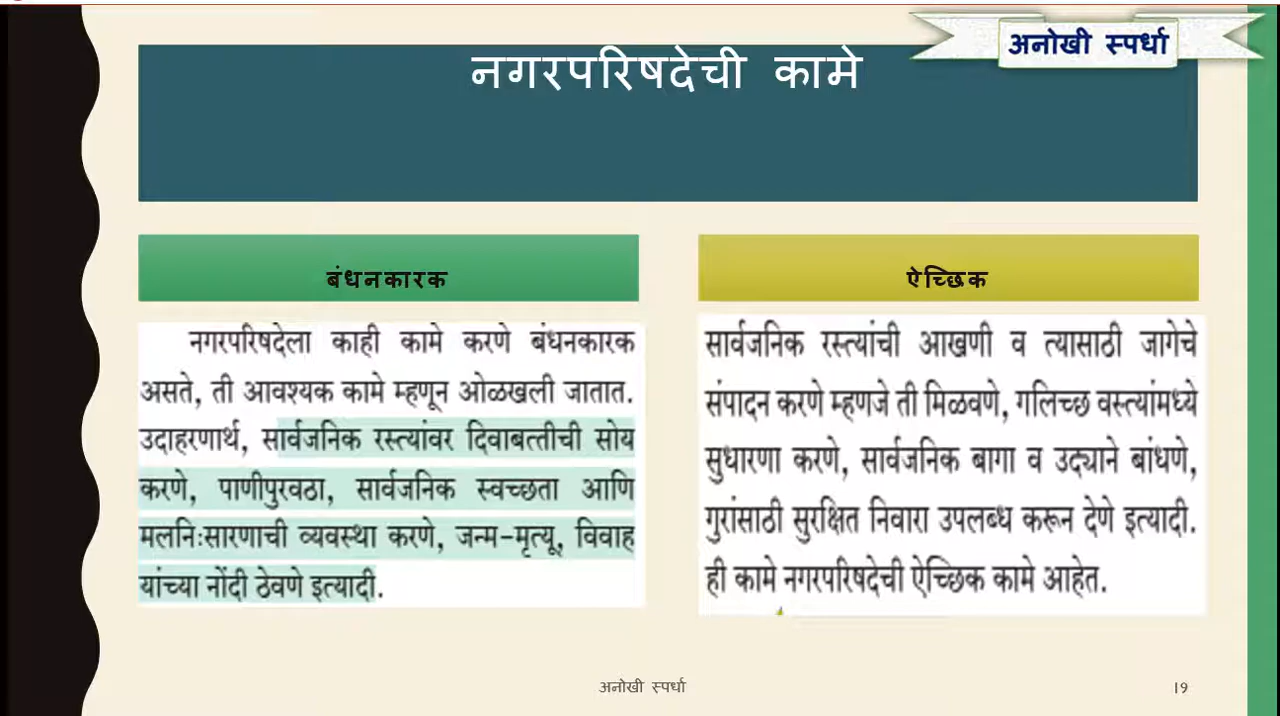 अनोखी स्पर्धा
नगरपरिषदेची कामे
बंधनकारक
नगरपरिषदेला काही कामे करणे बंधनकारक
असते, ती आवश्यक कामे म्हणून ओळखली जातात.
उदाहरणार्थ, सार्वजनिक रस्त्यांवर दिवाबत्तीची सोय
करणे, पाणीपुरवठा, सार्वजनिक स्वच्छता आणि
मलनिःसारणाची व्यवस्था करणे, जन्म-मृत्यू, विवाह
यांच्या नोंदी ठेवणे इत्यादी.
ऐच्छिक
सार्वजनिक रस्त्यांची आखणी व त्यासाठी जागेचे
संपादन करणे म्हणजे ती मिळवणे, गलिच्छ वस्त्यांमध्ये
सुधारणा करणे, सार्वजनिक बागा व उद्याने बांधणे,
गुरांसाठी सुरक्षित निवारा उपलब्ध करून देणे इत्यादी.
ही कामे नगरपरिषदेची ऐच्छिक कामे आहेत.
अनोखी स्पर्धा
19